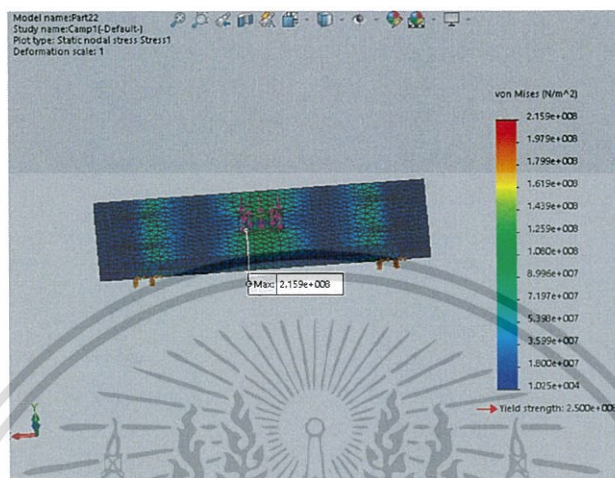 Model name:Part22
Study name:Camp1(-Default-)
Plot type: Static nodal stress Stress1
Deformation scale: 1
von Mises (N/m^2)
2.159e+008
1.979e+008
1.799e+008
1.619e+008
1.439e+008
1.259e+008
1.080e+008
8.996e+007
7.197e+007
5.398e+007
3.599e+007
1.800e+007
1.025e+004
Yield strength: 2.500e+008
Max: 2.159e+008
Y